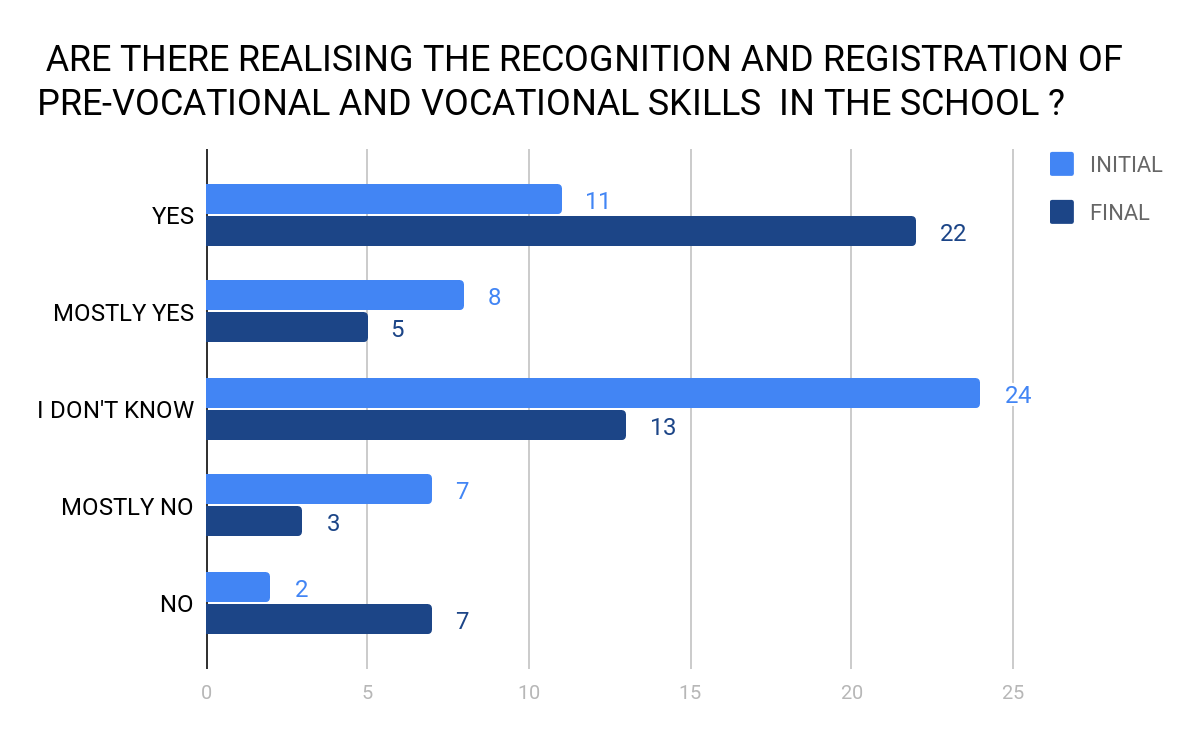 ARE THERE REALISING THE RECOGNITION AND REGISTRATION OF
PRE-VOCATIONAL AND VOCATIONAL SKILLS  IN THE SCHOOL ?
INITIAL
FINAL
YES
11
22
MOSTLY YES
8
5
I DON'T KNOW
24
13
MOSTLY NO
7
3
NO
2
7
0 5 10 15 20 25